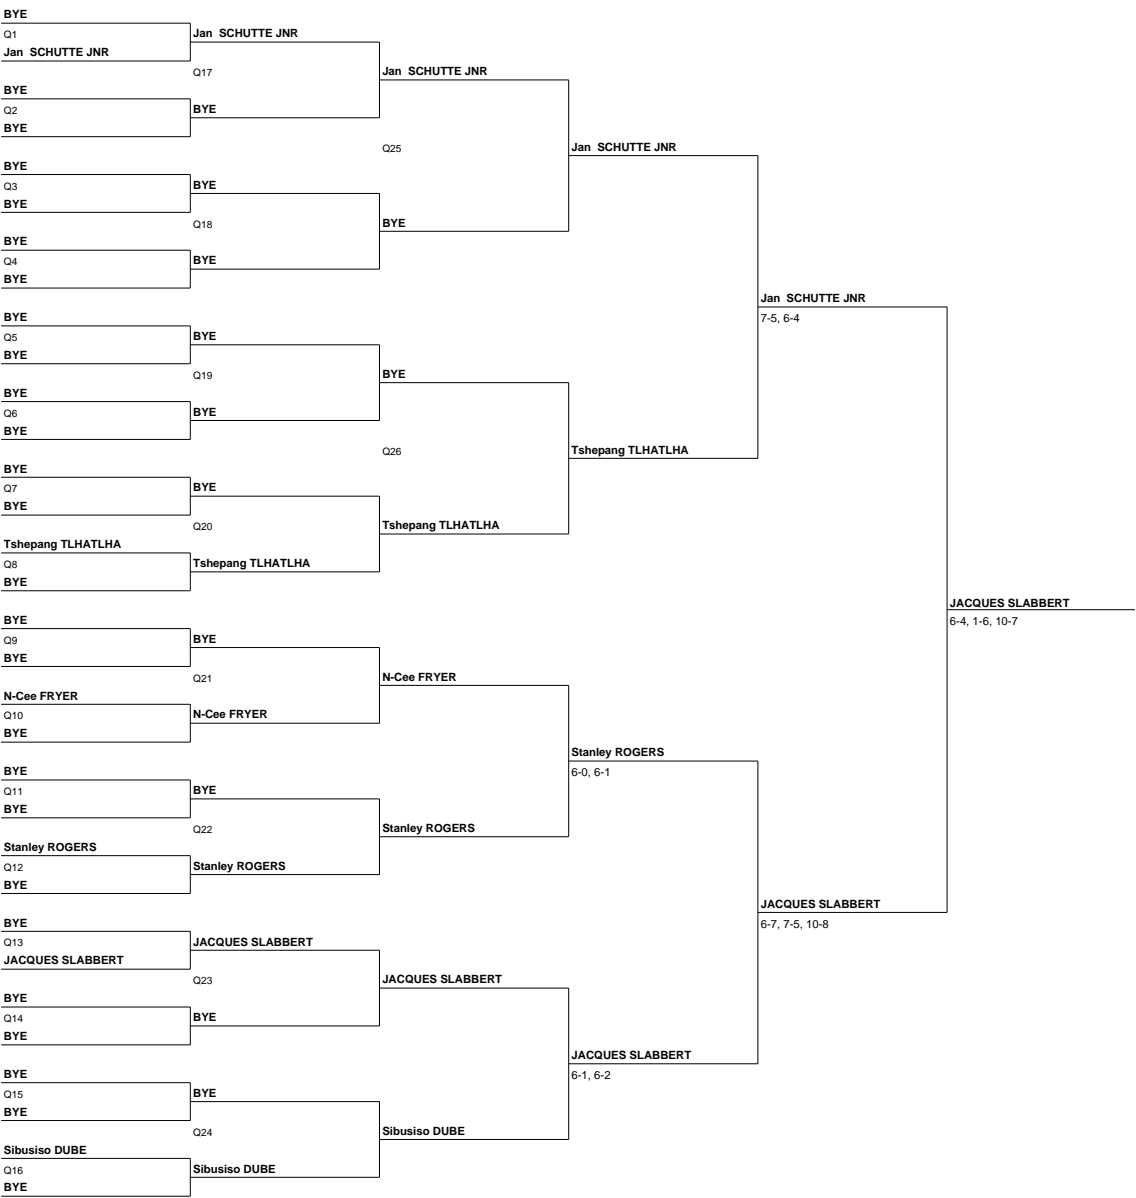 BYE
Q1
Jan SCHUTTE JNR
BYE
Q2
BYE
BYE
Q3
BYE
BYE
Q4
BYE
BYE
Q5
BYE
BYE
Q6
BYE
BYE
Q7
BYE
Tshepang TLHATLHA
Q8
BYE
BYE
Q9
BYE
N-Cee FRYER
Q10
BYE
BYE
Q11
BYE
Stanley ROGERS
Q12
BYE
BYE
Q13
JACQUES SLABBERT
BYE
Q14
BYE
BYE
Q15
BYE
Sibusiso DUBE
Q16
BYE
Jan SCHUTTE JNR
Q17
BYE
BYE
Q18
BYE
BYE
Q19
BYE
BYE
Q20
Tshepang TLHATLHA
BYE
Q21
N-Cee FRYER
BYE
Q22
Stanley ROGERS
JACQUES SLABBERT
Q23
BYE
BYE
Q24
Sibusiso DUBE
Jan SCHUTTE JNR
Q25
BYE
BYE
Q26
Tshepang TLHATLHA
N-Cee FRYER
Stanley ROGERS
JACQUES SLABBERT
Sibusiso DUBE
Jan SCHUTTE JNR
Tshepang TLHATLHA
Stanley ROGERS
6-0, 6-1
JACQUES SLABBERT
6-1, 6-2
Jan SCHUTTE JNR
7-5, 6-4
JACQUES SLABBERT
6-7, 7-5, 10-8
JACQUES SLABBERT
6-4, 1-6, 10-7